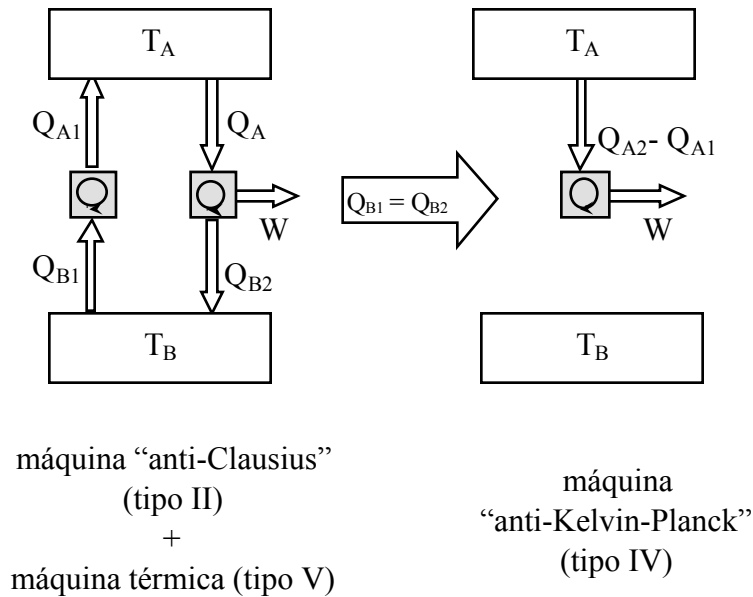 T_A
Q_A1
Q_A
W
Q_B1
Q_B2
T_B
Q_B1 = Q_B2
T_A
Q_A2- Q_A1
W
T_B
máquina “anti-Clausius”
(tipo II)
+
máquina térmica (tipo V)
máquina
“anti-Kelvin-Planck”
(tipo IV)